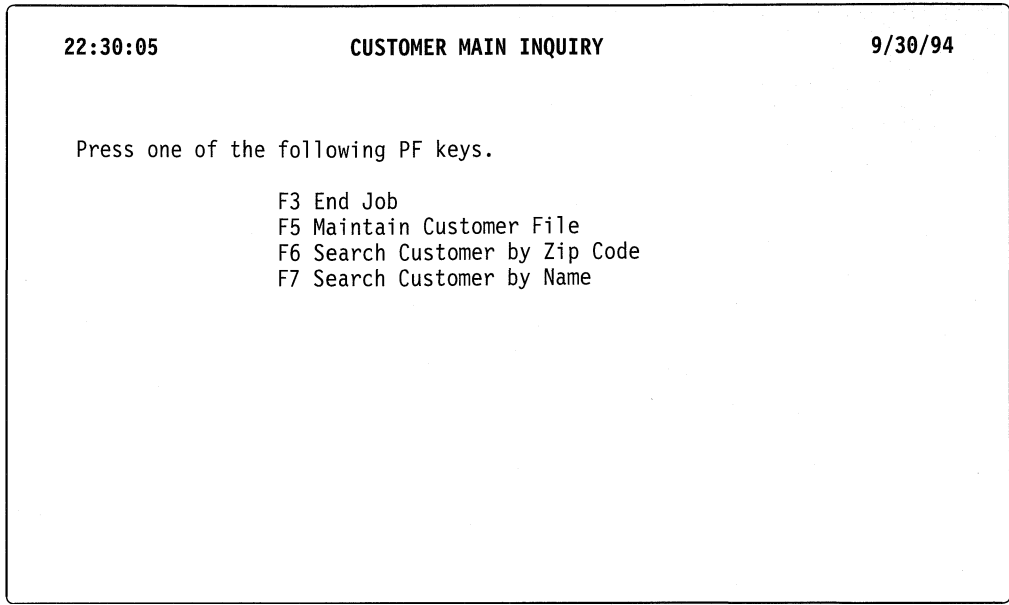 22:30:05 CUSTOMER MAIN INQUIRY 9/30/94
Press one of the following PF keys.
F3 End Job
F5 Maintain Customer File
F6 Search Customer by Zip Code
F7 Search Customer by Name